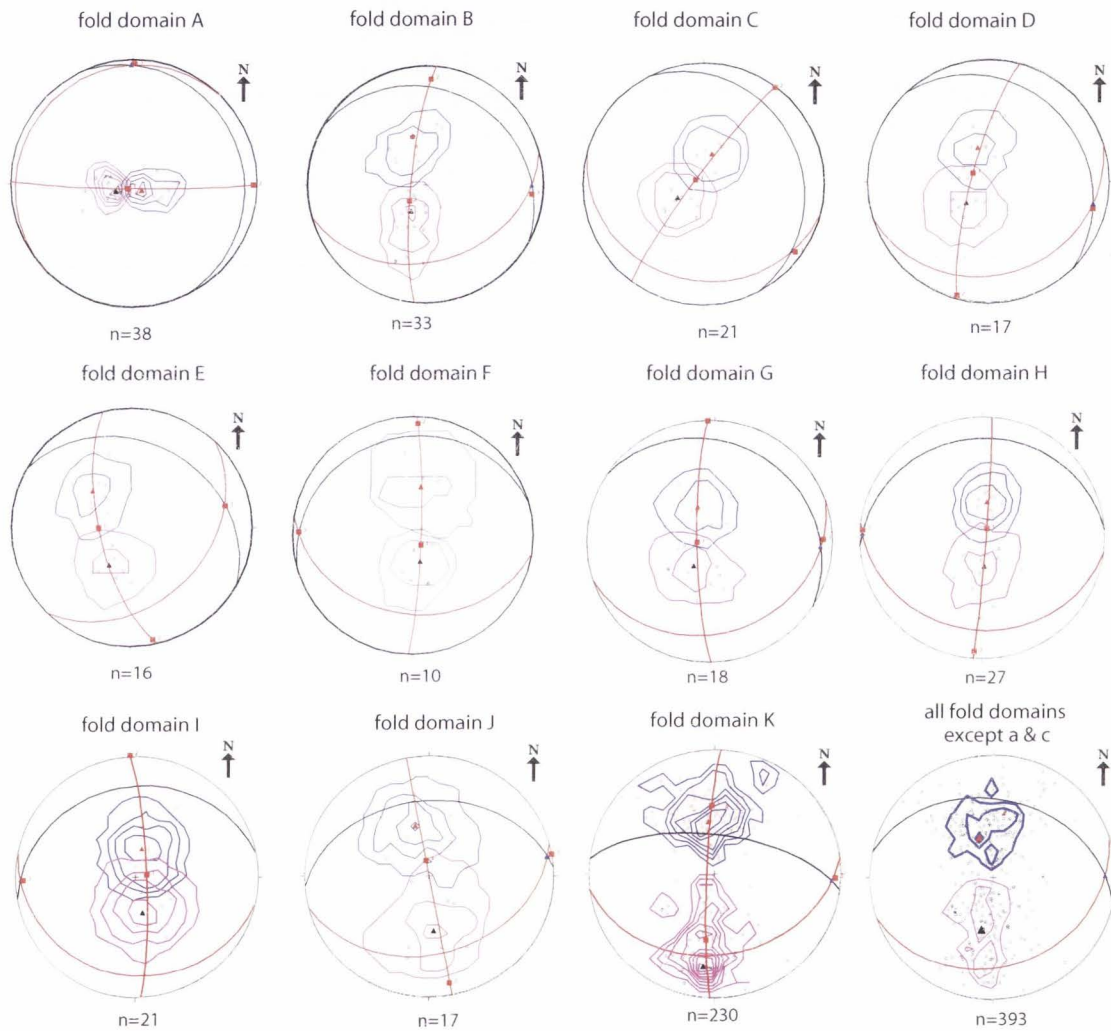 fold domain A
fold domain B
fold domain C
fold domain D
N
N
N
N
n=38
n=33
n=21
n=17
fold domain E
fold domain F
fold domain G
fold domain H
N
N
N
N
n=16
n=10
n=18
n=27
fold domain I
fold domain J
fold domain K
all fold domains
except a & c
N
N
N
N
n=21
n=17
n=230
n=393